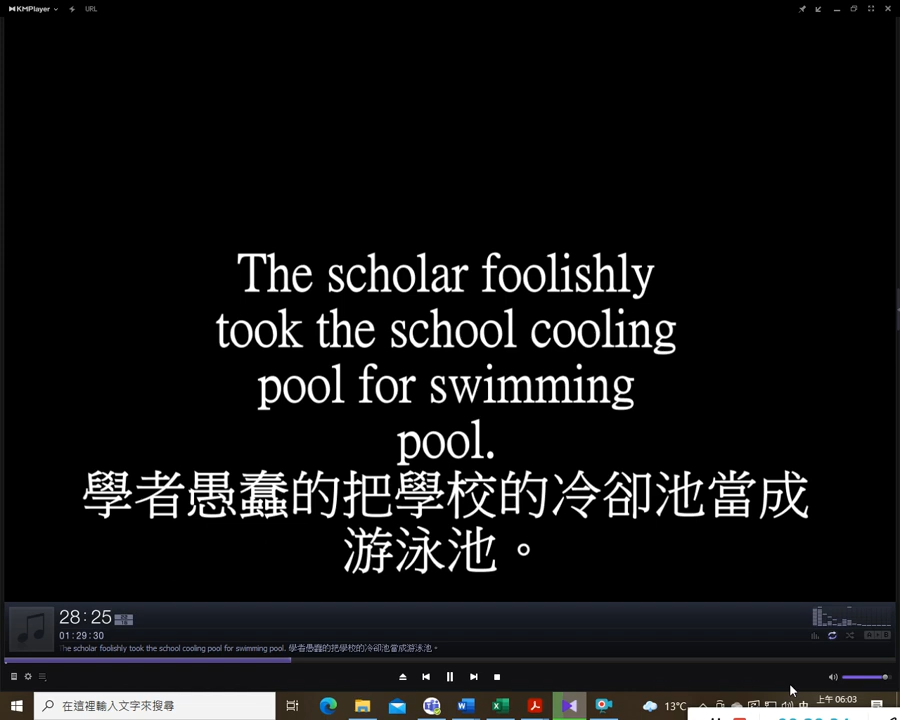 KMPlayer
URL
The scholar foolishly
took the school cooling
pool for swimming
pool.
學者愚蠢的把學校的冷卻池當成
游泳池。
28:25
01:29:30
The scholar foolishly took the school cooling pool for swimming pool. 學者愚蠢的把學校的冷卻池當成游泳池。
在這裡輸入文字來搜尋
13°C
中
上午 06:03